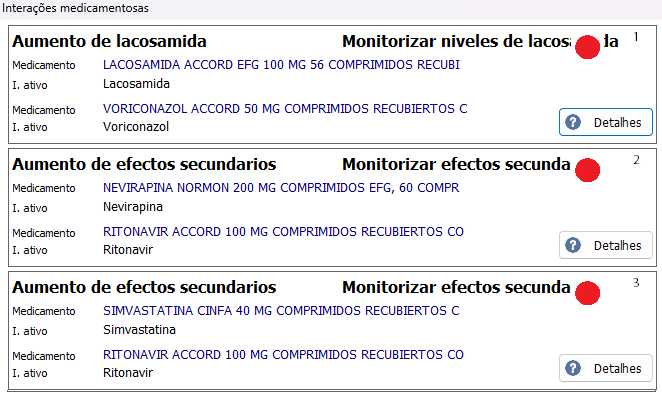 Interações medicamentosas
Aumento de lacosamida Monitorizar niveles de lacos da 1
Medicamento LACOSAMIDA ACCORD EFG 100 MG 56 COMPRIMIDOS RECUBI
I. ativo Lacosamida
Medicamento VORICONAZOL ACCORD 50 MG COMPRIMIDOS RECUBIERTOS C
I. ativo Voriconazol
? Detalhes
Aumento de efectos secundarios Monitorizar efectos secunda 2
Medicamento NEVIRAPINA NORMON 200 MG COMPRIMIDOS EFG, 60 COMPR
I. ativo Nevirapina
Medicamento RITONAVIR ACCORD 100 MG COMPRIMIDOS RECUBIERTOS CO
I. ativo Ritonavir
? Detalhes
Aumento de efectos secundarios Monitorizar efectos secunda 3
Medicamento SIMVASTATINA CINFA 40 MG COMPRIMIDOS RECUBIERTOS C
I. ativo Simvastatina
Medicamento RITONAVIR ACCORD 100 MG COMPRIMIDOS RECUBIERTOS CO
I. ativo Ritonavir
? Detalhes